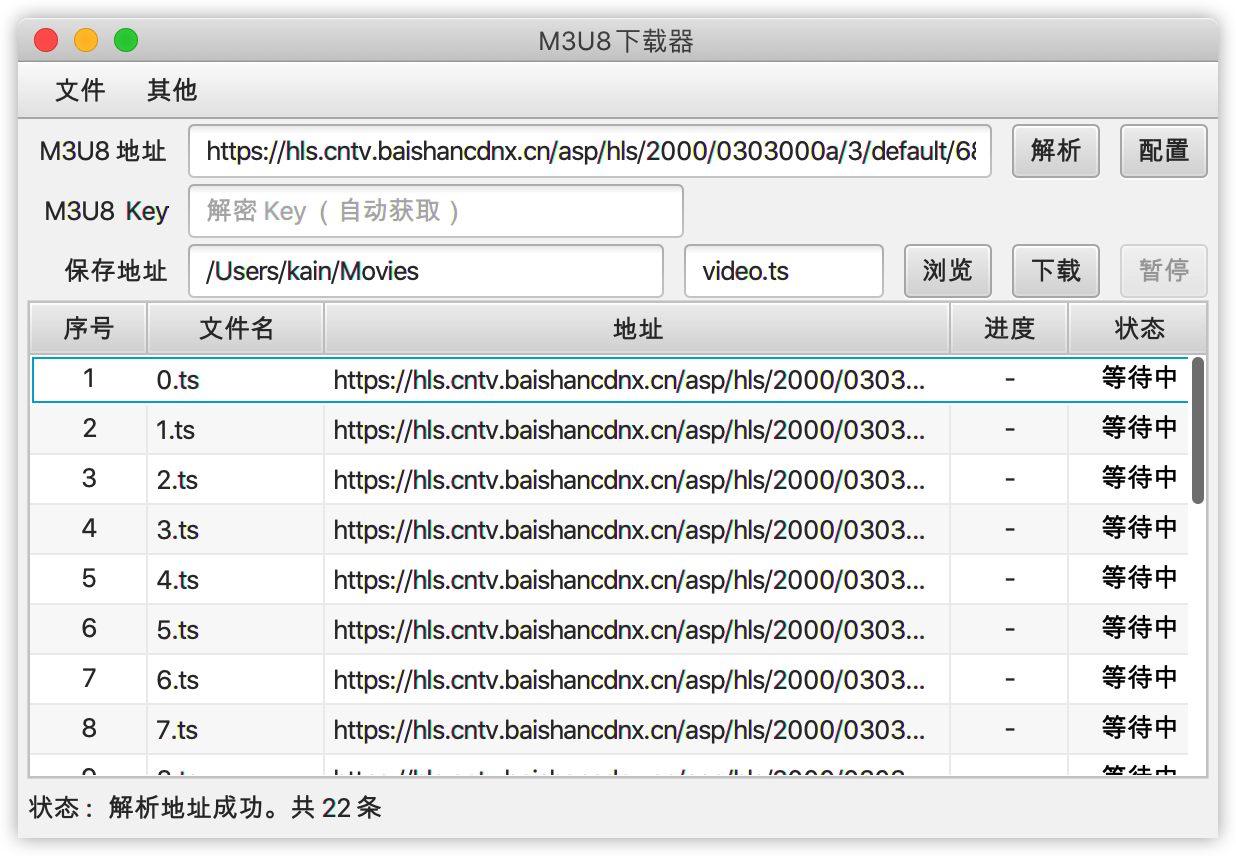 M3U8下载器
文件 其他
M3U8 地址 https://hls.cntv.baishancdnx.cn/asp/hls/2000/0303000a/3/default/68 解析 配置
M3U8 Key 解密 Key（自动获取）
保存地址 /Users/kain/Movies video.ts 浏览 下载 暂停
序号 文件名 地址 进度 状态
1 0.ts https://hls.cntv.baishancdnx.cn/asp/hls/2000/0303... - 等待中
2 1.ts https://hls.cntv.baishancdnx.cn/asp/hls/2000/0303... - 等待中
3 2.ts https://hls.cntv.baishancdnx.cn/asp/hls/2000/0303... - 等待中
4 3.ts https://hls.cntv.baishancdnx.cn/asp/hls/2000/0303... - 等待中
5 4.ts https://hls.cntv.baishancdnx.cn/asp/hls/2000/0303... - 等待中
6 5.ts https://hls.cntv.baishancdnx.cn/asp/hls/2000/0303... - 等待中
7 6.ts https://hls.cntv.baishancdnx.cn/asp/hls/2000/0303... - 等待中
8 7.ts https://hls.cntv.baishancdnx.cn/asp/hls/2000/0303... - 等待中
状态：解析地址成功。共 22 条